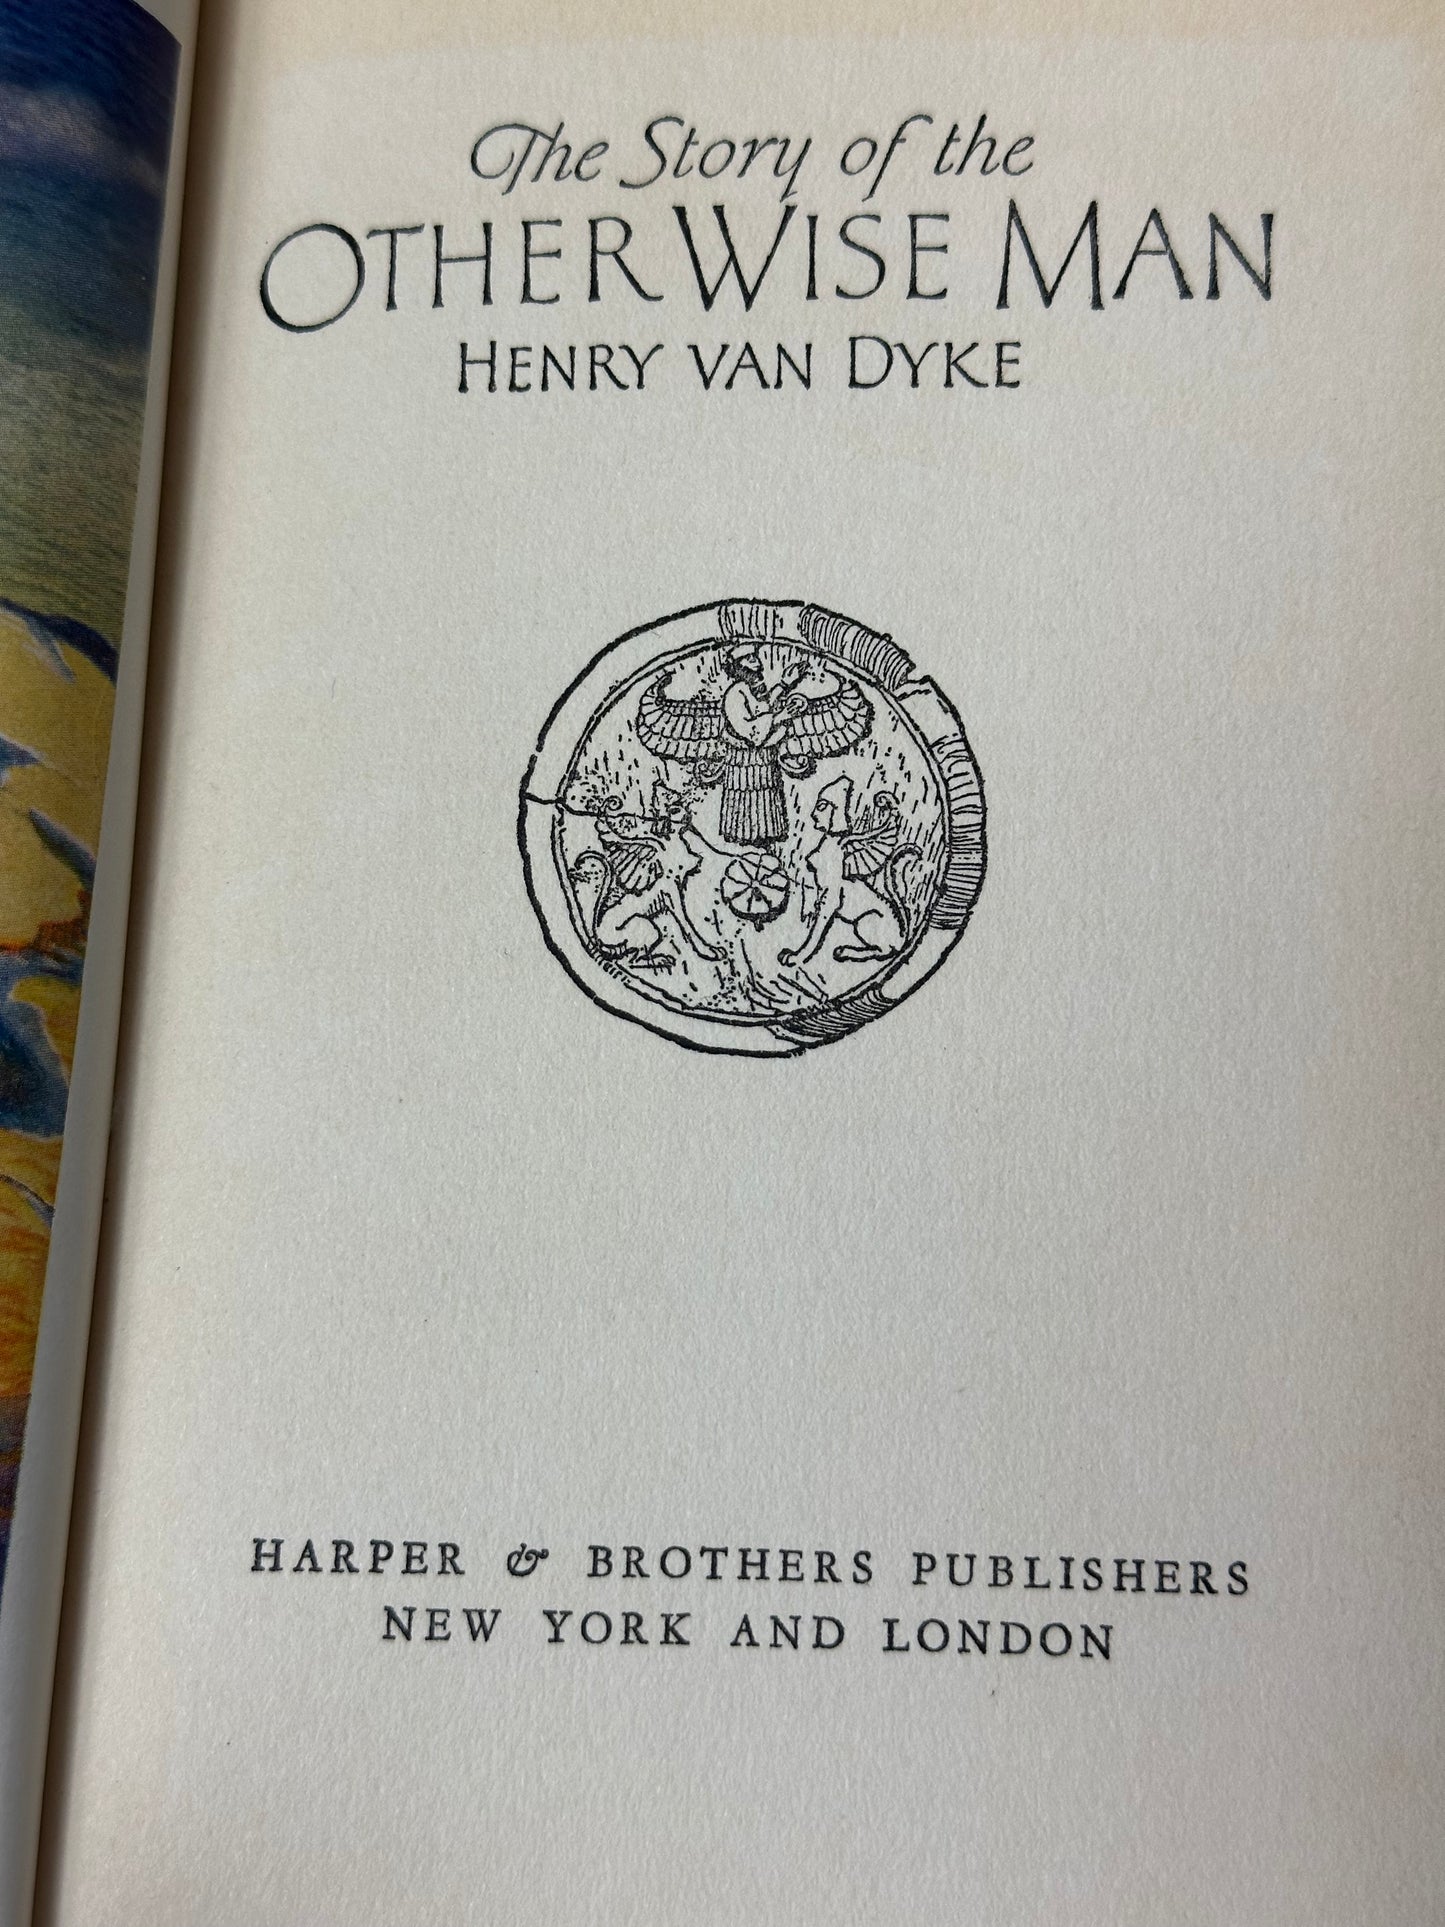 The Story of the
OTHER WISE MAN
HENRY VAN DYKE
HARPER & BROTHERS PUBLISHERS
NEW YORK AND LONDON